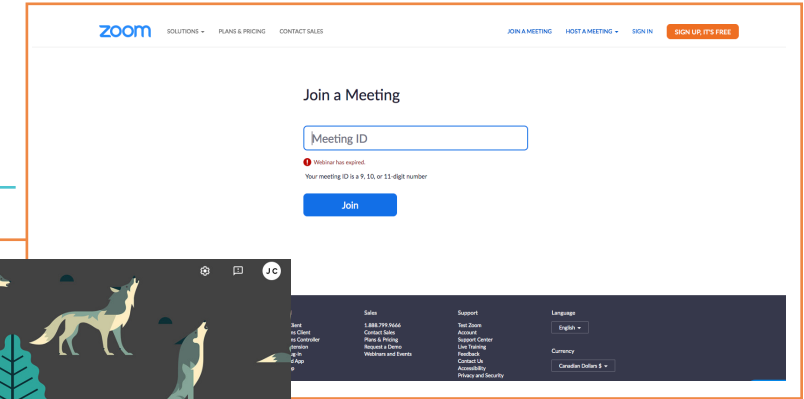 zoom SOLUTIONS PLANS & PRICING CONTACT SALES JOIN A MEETING HOST A MEETING SIGN IN SIGN UP, IT'S FREE
Join a Meeting
Meeting ID
Webinar has expired.
Your meeting ID is a 9, 10, or 11-digit number
Join
JC
Sales
1.888.799.9666
Contact Sales
Plans & Pricing
Request a Demo
Webinars and Events
Support
Test Zoom
Account
Support Center
Live Training
Feedback
Contact Us
Accessibility
Privacy and Security
Language
English
Currency
Canadian Dollars $